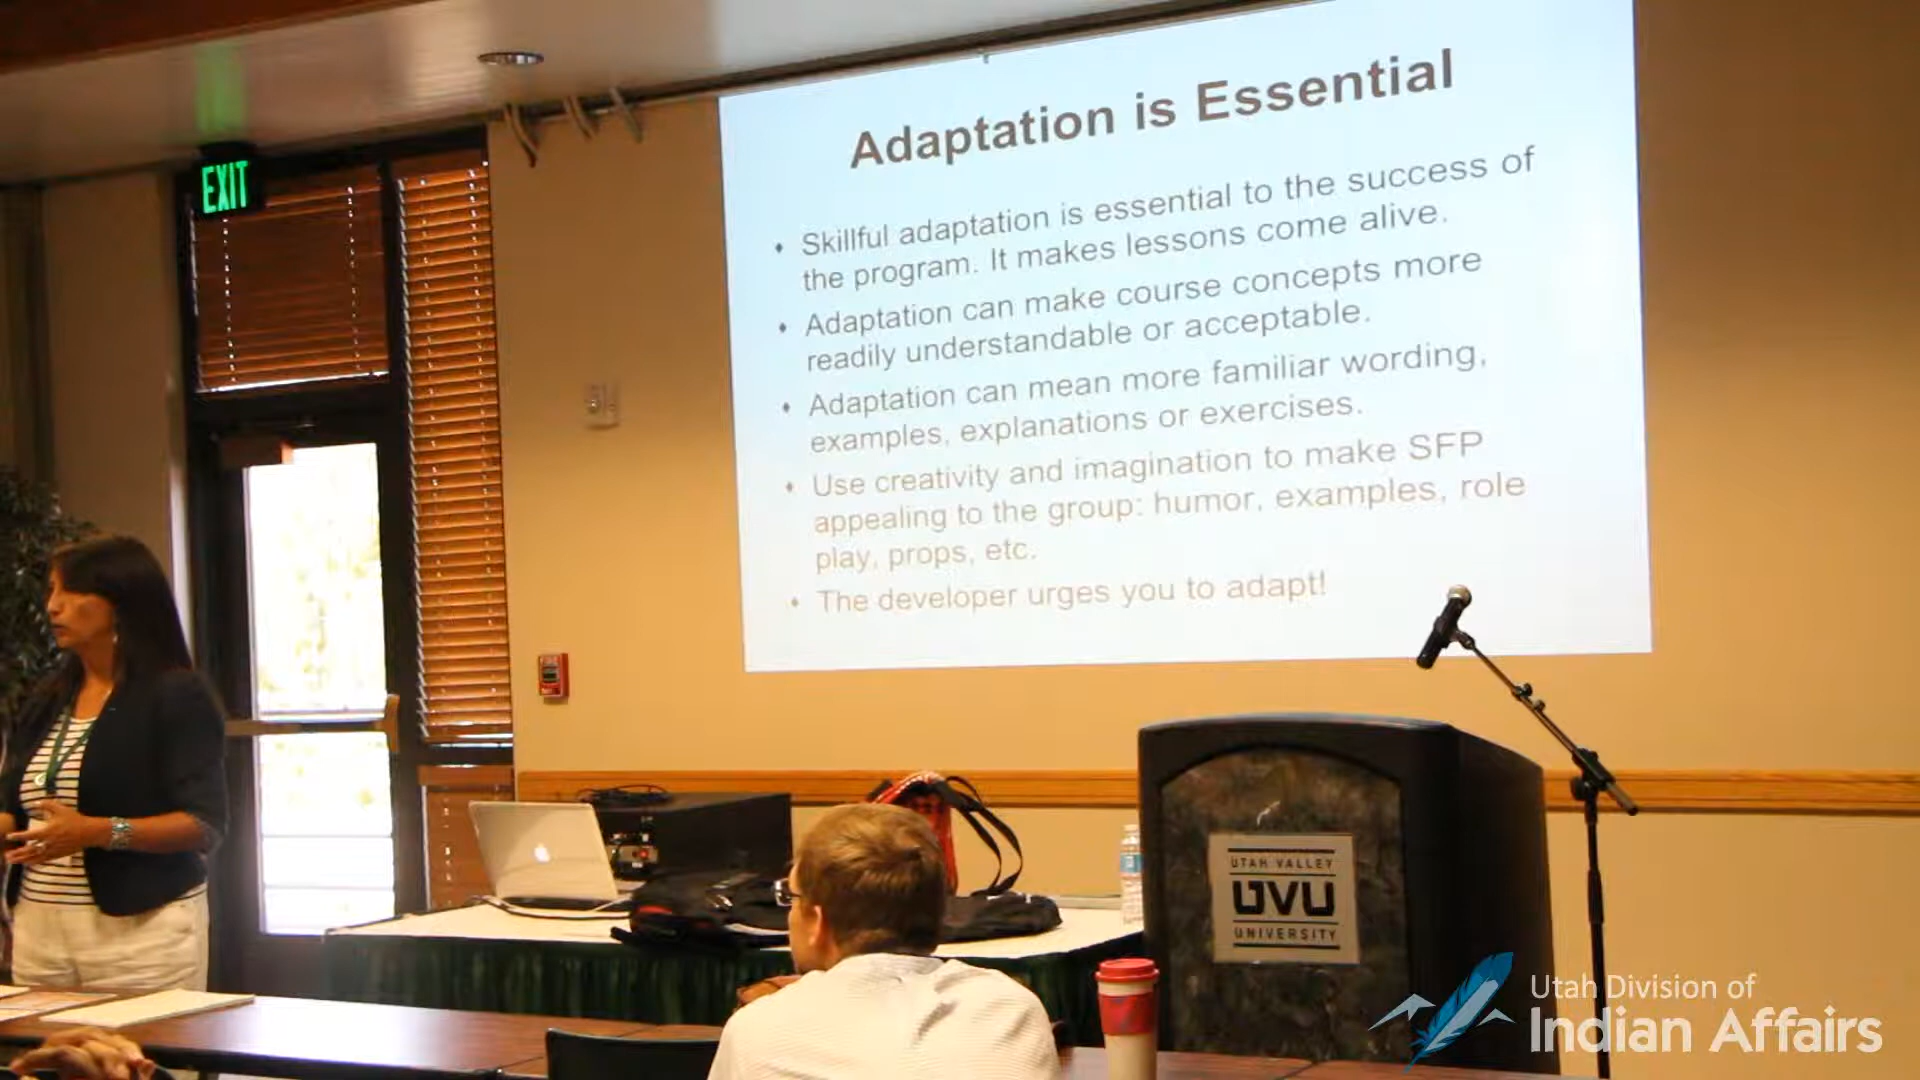 EXIT
Adaptation is Essential
• Skillful adaptation is essential to the success of
the program. It makes lessons come alive.
• Adaptation can make course concepts more
readily understandable or acceptable.
• Adaptation can mean more familiar wording,
examples, explanations or exercises.
• Use creativity and imagination to make SFP
appealing to the group: humor, examples, role
play, props, etc.
• The developer urges you to adapt!
UTAH VALLEY
UVU
UNIVERSITY
Utah Division of
Indian Affairs